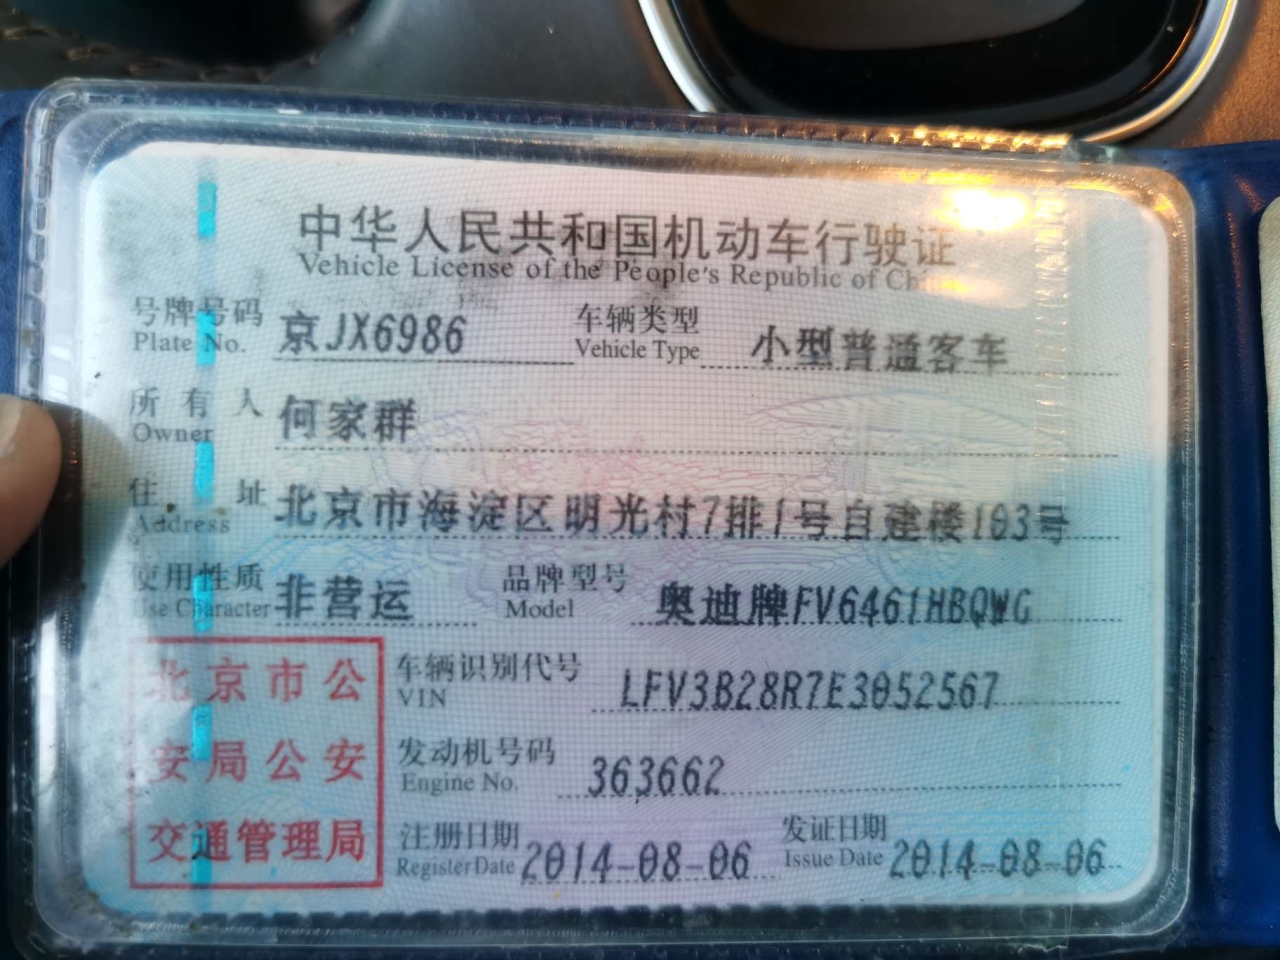 中华人民共和国机动车行驶证
Vehicle License of the People's Republic of China
号牌号码 京JX6986 车辆类型 小型普通客车
Plate No. Vehicle Type
所有人 何家群
Owner
住址 北京市海淀区明光村7排1号自建楼103号
Address
使用性质 非营运 品牌型号 奥迪牌FV6461HBQWG
Use Character Model
北京市公
安局公安
交通管理局
车辆识别代号 LFV3B28R7E3052567
VIN
发动机号码 363662
Engine No.
注册日期 2014-08-06 发证日期 2014-08-06
Register Date Issue Date